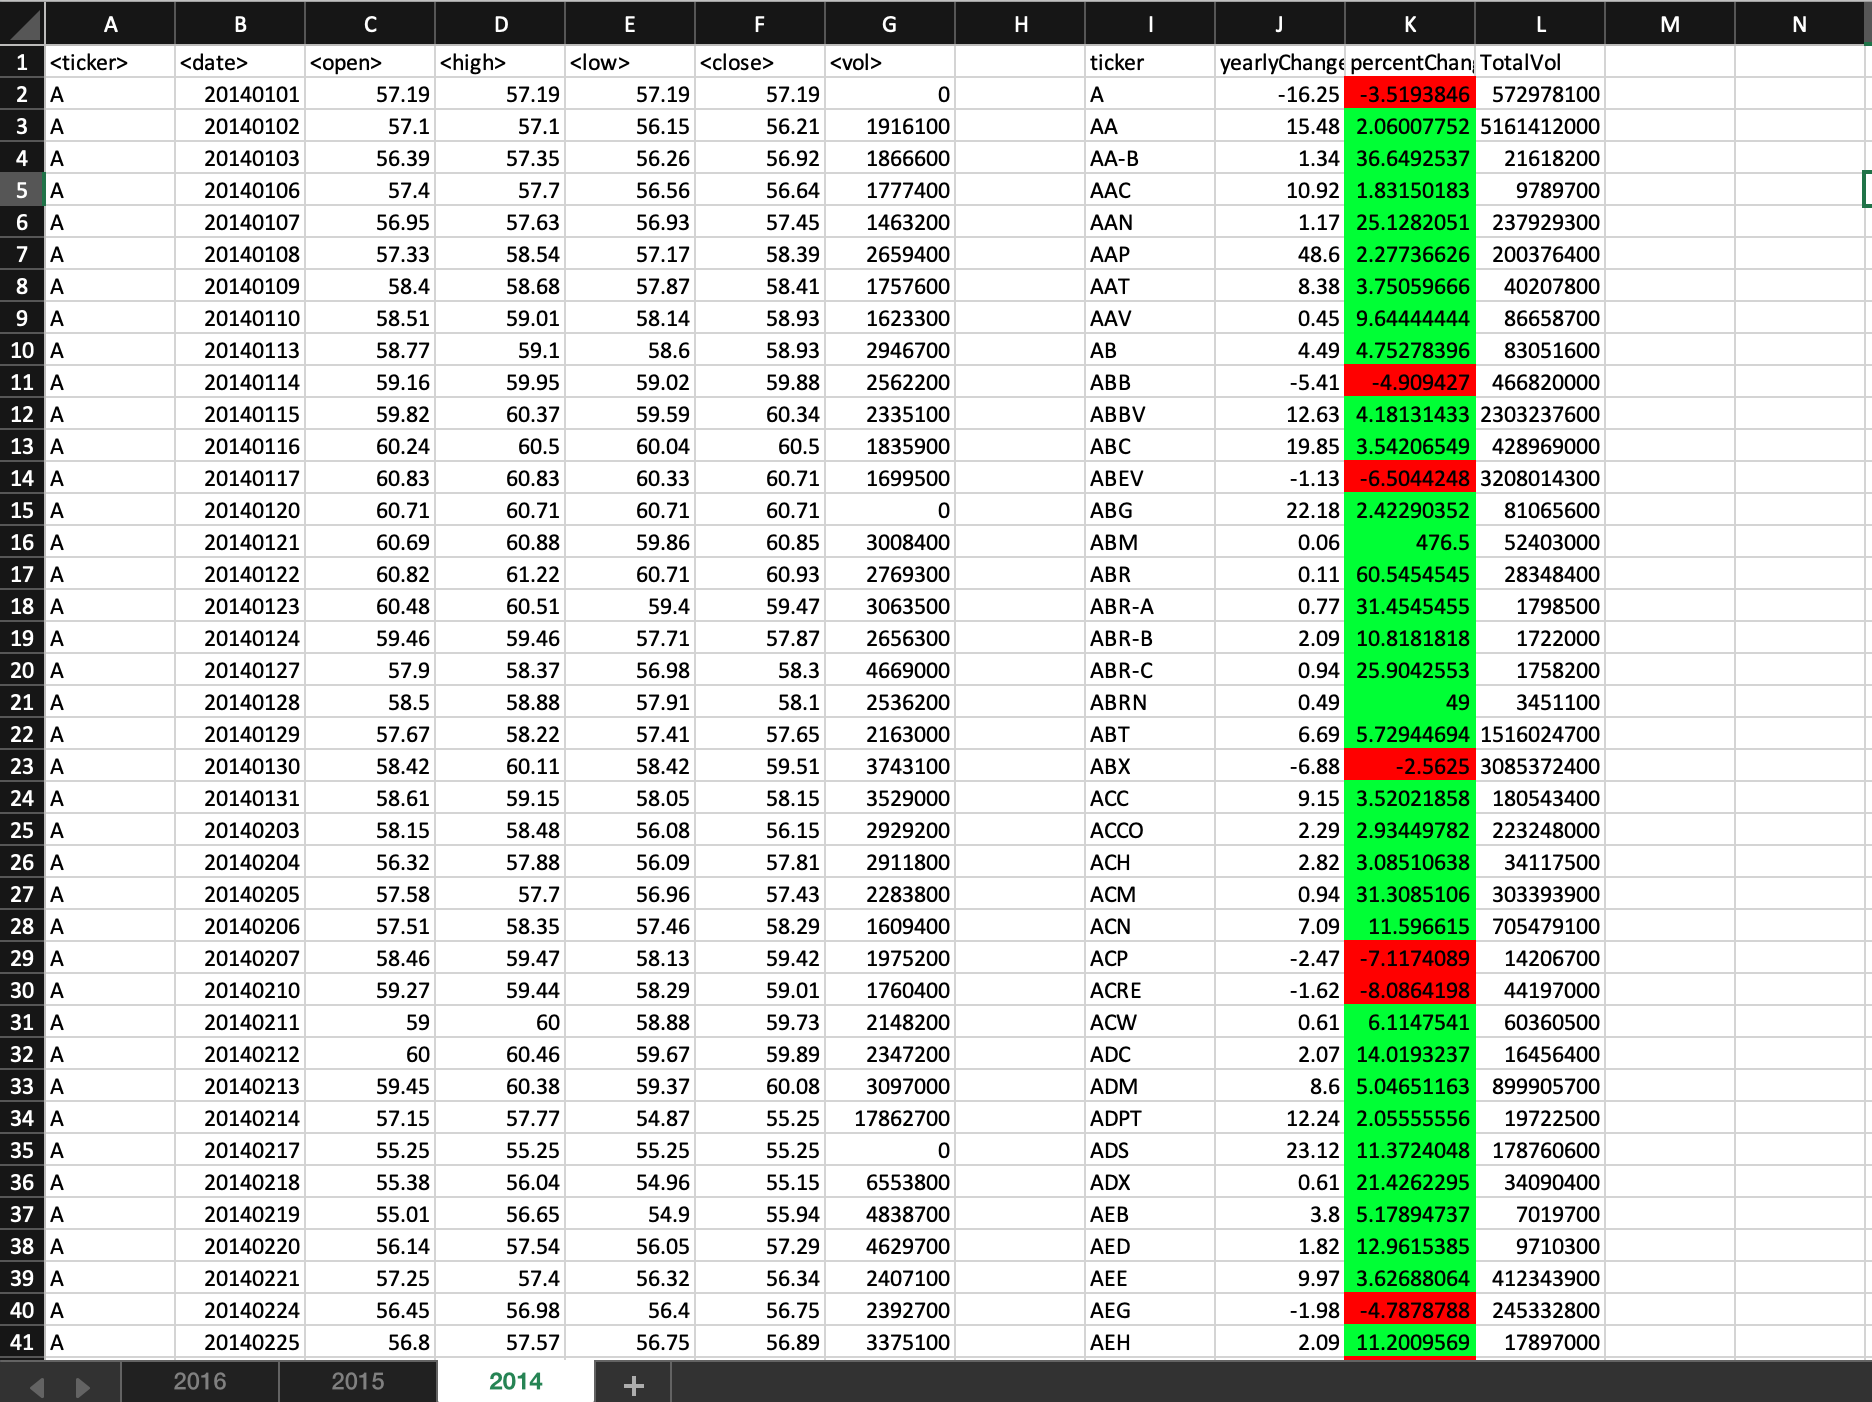 A B C D E F G H I J K L M N
1 <ticker> <date> <open> <high> <low> <close> <vol> ticker yearlyChange percentChan TotalVol
2 A 20140101 57.19 57.19 57.19 57.19 0 A -16.25 -3.5193846 572978100
3 A 20140102 57.1 57.1 56.15 56.21 1916100 AA 15.48 2.06007752 5161412000
4 A 20140103 56.39 57.35 56.26 56.92 1866600 AA-B 1.34 36.6492537 21618200
5 A 20140106 57.4 57.7 56.56 56.64 1777400 AAC 10.92 1.83150183 9789700
6 A 20140107 56.95 57.63 56.93 57.45 1463200 AAN 1.17 25.1282051 237929300
7 A 20140108 57.33 58.54 57.17 58.39 2659400 AAP 48.6 2.27736626 200376400
8 A 20140109 58.4 58.68 57.87 58.41 1757600 AAT 8.38 3.75059666 40207800
9 A 20140110 58.51 59.01 58.14 58.93 1623300 AAV 0.45 9.64444444 86658700
10 A 20140113 58.77 59.1 58.6 58.93 2946700 AB 4.49 4.75278396 83051600
11 A 20140114 59.16 59.95 59.02 59.88 2562200 ABB -5.41 -4.909427 466820000
12 A 20140115 59.82 60.37 59.59 60.34 2335100 ABBV 12.63 4.18131433 2303237600
13 A 20140116 60.24 60.5 60.04 60.5 1835900 ABC 19.85 3.54206549 428969000
14 A 20140117 60.83 60.83 60.33 60.71 1699500 ABEV -1.13 -6.5044248 3208014300
15 A 20140120 60.71 60.71 60.71 60.71 0 ABG 22.18 2.42290352 81065600
16 A 20140121 60.69 60.88 59.86 60.85 3008400 ABM 0.06 476.5 52403000
17 A 20140122 60.82 61.22 60.71 60.93 2769300 ABR 0.11 60.5454545 28348400
18 A 20140123 60.48 60.51 59.4 59.47 3063500 ABR-A 0.77 31.4545455 1798500
19 A 20140124 59.46 59.46 57.71 57.87 2656300 ABR-B 2.09 10.8181818 1722000
20 A 20140127 57.9 58.37 56.98 58.3 4669000 ABR-C 0.94 25.9042553 1758200
21 A 20140128 58.5 58.88 57.91 58.1 2536200 ABRN 0.49 49 3451100
22 A 20140129 57.67 58.22 57.41 57.65 2163000 ABT 6.69 5.72944694 1516024700
23 A 20140130 58.42 60.11 58.42 59.51 3743100 ABX -6.88 -2.5625 3085372400
24 A 20140131 58.61 59.15 58.05 58.15 3529000 ACC 9.15 3.52021858 180543400
25 A 20140203 58.15 58.48 56.08 56.15 2929200 ACCO 2.29 2.93449782 223248000
26 A 20140204 56.32 57.88 56.09 57.81 2911800 ACH 2.82 3.08510638 34117500
27 A 20140205 57.58 57.7 56.96 57.43 2283800 ACM 0.94 31.3085106 303393900
28 A 20140206 57.51 58.35 57.46 58.29 1609400 ACN 7.09 11.596615 705479100
29 A 20140207 58.46 59.47 58.13 59.42 1975200 ACP -2.47 -7.1174089 14206700
30 A 20140210 59.27 59.44 58.29 59.01 1760400 ACRE -1.62 -8.0864198 44197000
31 A 20140211 59 60 58.88 59.73 2148200 ACW 0.61 6.1147541 60360500
32 A 20140212 60 60.46 59.67 59.89 2347200 ADC 2.07 14.0193237 16456400
33 A 20140213 59.45 60.38 59.37 60.08 3097000 ADM 8.6 5.04651163 899905700
34 A 20140214 57.15 57.77 54.87 55.25 17862700 ADPT 12.24 2.05555556 19722500
35 A 20140217 55.25 55.25 55.25 55.25 0 ADS 23.12 11.3724048 178760600
36 A 20140218 55.38 56.04 54.96 55.15 6553800 ADX 0.61 21.4262295 34090400
37 A 20140219 55.01 56.65 54.9 55.94 4838700 AEB 3.8 5.17894737 7019700
38 A 20140220 56.14 57.54 56.05 57.29 4629700 AED 1.82 12.9615385 9710300
39 A 20140221 57.25 57.4 56.32 56.34 2407100 AEE 9.97 3.62688064 412343900
40 A 20140224 56.45 56.98 56.4 56.75 2392700 AEG -1.98 -4.7878788 245332800
41 A 20140225 56.8 57.57 56.75 56.89 3375100 AEH 2.09 11.2009569 17897000
2016 2015 2014 +